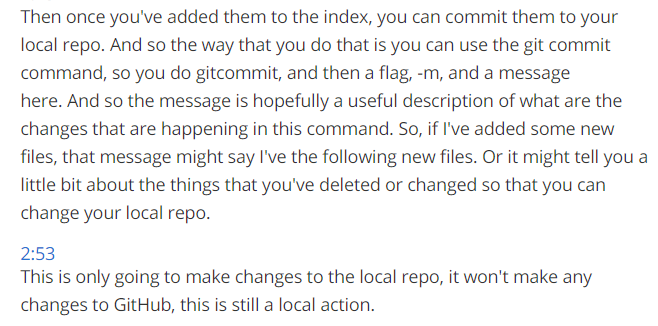 Then once you've added them to the index, you can commit them to your
local repo. And so the way that you do that is you can use the git commit
command, so you do gitcommit, and then a flag, -m, and a message
here. And so the message is hopefully a useful description of what are the
changes that are happening in this command. So, if I've added some new
files, that message might say I've the following new files. Or it might tell you a
little bit about the things that you've deleted or changed so that you can
change your local repo.
2:53
This is only going to make changes to the local repo, it won't make any
changes to GitHub, this is still a local action.